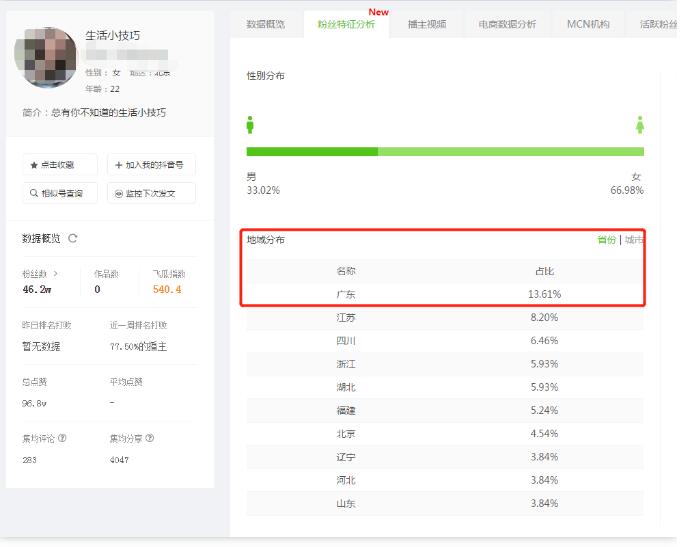 New
数据概览 粉丝特征分析 播主视频 电商数据分析 MCN机构 活跃粉丝
生活小技巧
性别： 女 地区：北京
年龄：22
简介：总有你不知道的生活小技巧
点击收藏 加入我的抖音号
相似号查询 监控下次发文
数据概览
粉丝数 作品数 飞瓜指数
46.2w 0 540.4
昨日排名打败 近一周排名打败
暂无数据 77.50%的播主
总点赞 平均点赞
96.8w -
集均评论 集均分享
283 4047
性别分布
男 女
33.02% 66.98%
地域分布 省份 | 城市
名称 占比
广东 13.61%
江苏 8.20%
四川 6.46%
浙江 5.93%
湖北 5.93%
福建 5.24%
北京 4.54%
辽宁 3.84%
河北 3.84%
山东 3.84%